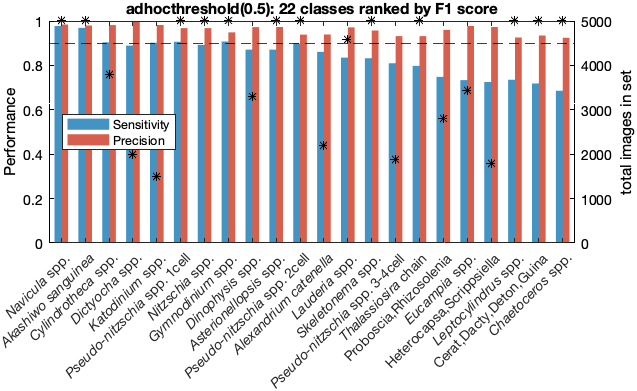 adhocthreshold(0.5): 22 classes ranked by F1 score
Performance
1
0.8
0.6
0.4
0.2
0
Sensitivity
Precision
5000
4000
3000
2000
1000
0
total images in set
Navicula spp.
Akashiwo sanguinea
Cylindrotheca spp.
Dictyocha spp.
Katodinium spp.
Pseudo-nitzschia spp. 1cell
Nitzschia spp.
Gymnodinium spp.
Dinophysis spp.
Asterionellopsis spp.
Pseudo-nitzschia spp. 2cell
Alexandrium catenella
Lauderia spp.
Skeletonema spp.
Pseudo-nitzschia spp. 3-4cell
Thalassiosira chain
Proboscia,Rhizosolenia
Eucampia spp.
Heterocapsa,Scrippsiella
Leptocylindrus spp.
Cerat,Dacty,Deton,Guina
Chaetoceros spp.